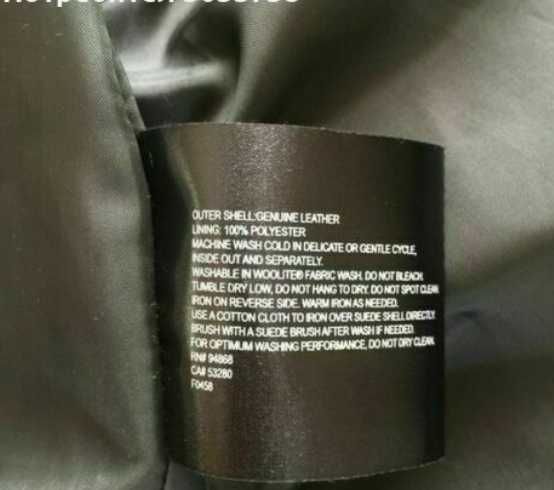 OUTER SHELL:GENUINE LEATHER
LINING: 100% POLYESTER
MACHINE WASH COLD IN DELICATE OR GENTLE CYCLE,
INSIDE OUT AND SEPARATELY.
WASHABLE IN WOOLITE® FABRIC WASH. DO NOT BLEACH.
TUMBLE DRY LOW, DO NOT HANG TO DRY. DO NOT SPOT CLEAN.
IRON ON REVERSE SIDE. WARM IRON AS NEEDED.
USE A COTTON CLOTH TO IRON OVER SUEDE SHELL DIRECTLY.
BRUSH WITH A SUEDE BRUSH AFTER WASH IF NEEDED.
FOR OPTIMUM WASHING PERFORMANCE, DO NOT DRY CLEAN.
RN# 94868
CA# 53280
F0458